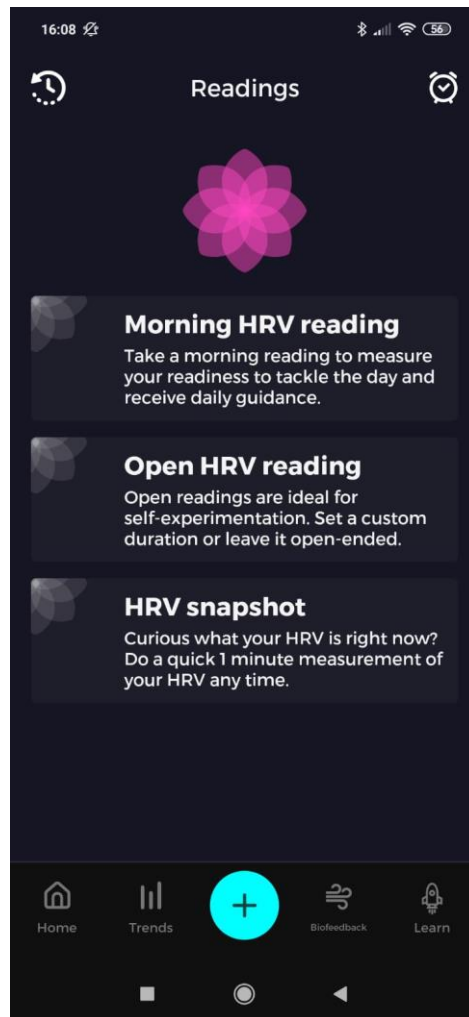 16:08
56
Readings
Morning HRV reading
Take a morning reading to measure
your readiness to tackle the day and
receive daily guidance.
Open HRV reading
Open readings are ideal for
self-experimentation. Set a custom
duration or leave it open-ended.
HRV snapshot
Curious what your HRV is right now?
Do a quick 1 minute measurement of
your HRV any time.
Home Trends Biofeedback Learn